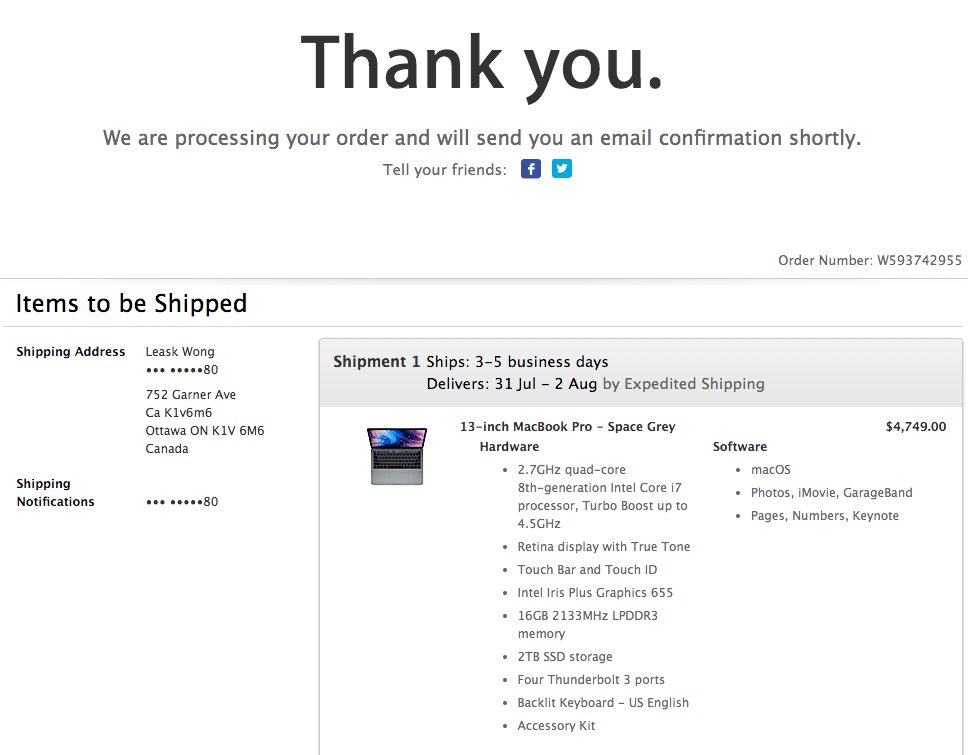 Thank you.
We are processing your order and will send you an email confirmation shortly.
Tell your friends:
Order Number: W593742955
Items to be Shipped
Shipping Address
Leask Wong
••• •••••80
752 Garner Ave
Ca K1v6m6
Ottawa ON K1V 6M6
Canada
Shipping
Notifications
••• •••••80
Shipment 1 Ships: 3-5 business days
Delivers: 31 Jul – 2 Aug by Expedited Shipping
13-inch MacBook Pro – Space Grey
$4,749.00
Hardware
• 2.7GHz quad-core
8th-generation Intel Core i7
processor, Turbo Boost up to
4.5GHz
• Retina display with True Tone
• Touch Bar and Touch ID
• Intel Iris Plus Graphics 655
• 16GB 2133MHz LPDDR3
memory
• 2TB SSD storage
• Four Thunderbolt 3 ports
• Backlit Keyboard – US English
• Accessory Kit
Software
• macOS
• Photos, iMovie, GarageBand
• Pages, Numbers, Keynote